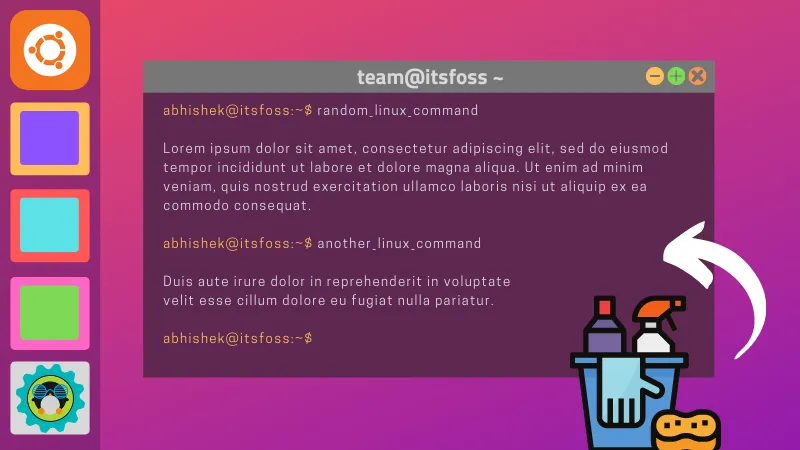 team@itsfoss ~
abhishek@itsfoss:~$ random_linux_command
Lorem ipsum dolor sit amet, consectetur adipiscing elit, sed do eiusmod
tempor incididunt ut labore et dolore magna aliqua. Ut enim ad minim
veniam, quis nostrud exercitation ullamco laboris nisi ut aliquip ex ea
commodo consequat.
abhishek@itsfoss:~$ another_linux_command
Duis aute irure dolor in reprehenderit in voluptate
velit esse cillum dolore eu fugiat nulla pariatur.
abhishek@itsfoss:~$